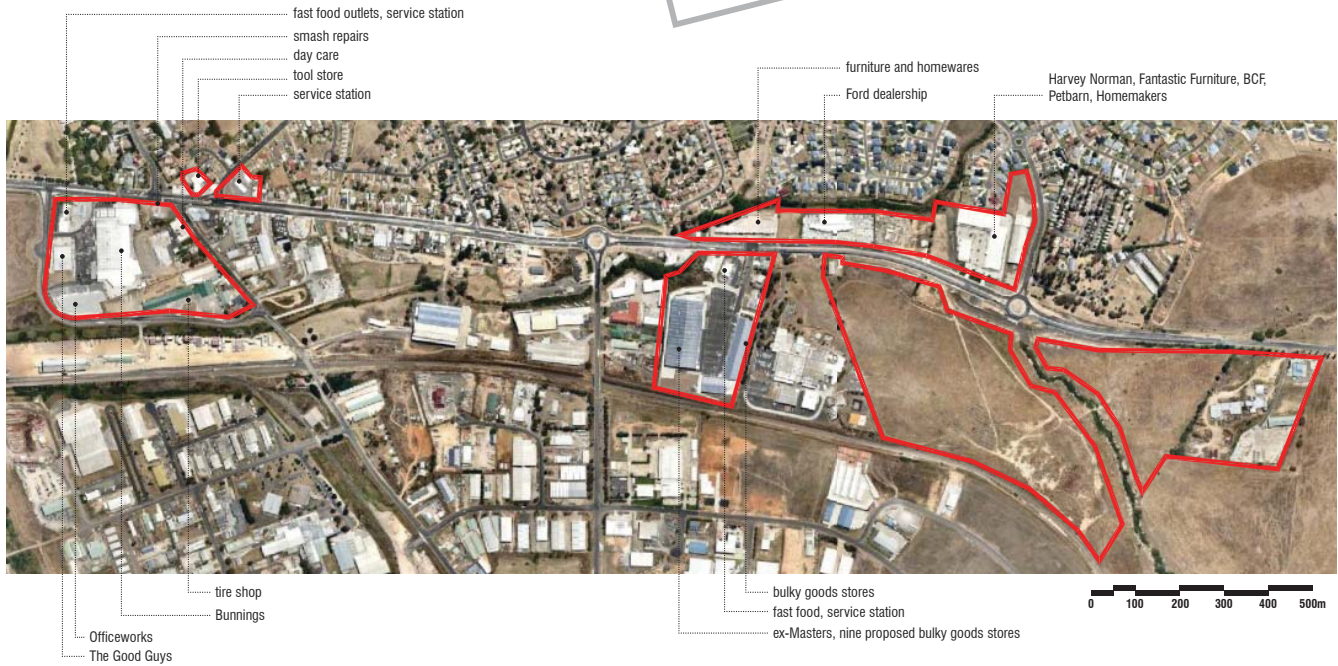 fast food outlets, service station
smash repairs
day care
tool store
service station
furniture and homewares
Ford dealership
Harvey Norman, Fantastic Furniture, BCF,
Petbarn, Homemakers
tire shop
Bunnings
Officeworks
The Good Guys
bulky goods stores
fast food, service station
ex-Masters, nine proposed bulky goods stores
0 100 200 300 400 500m